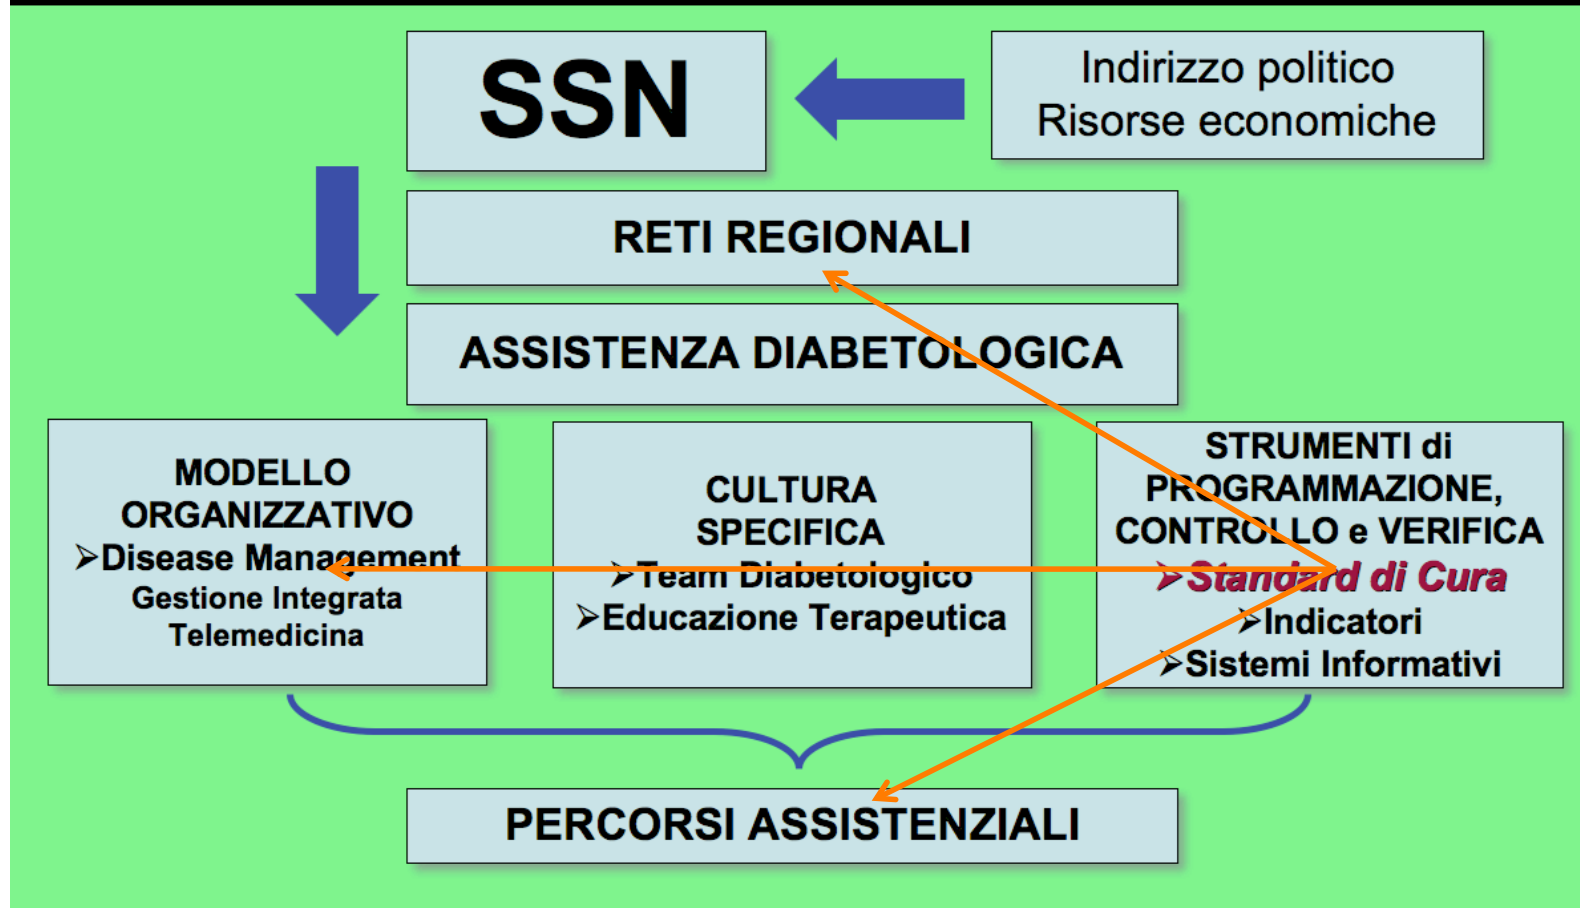 SSN
Indirizzo politico
Risorse economiche
RETI REGIONALI
ASSISTENZA DIABETOLOGICA
MODELLO
ORGANIZZATIVO
➢Disease Management
Gestione Integrata
Telemedicina
CULTURA
SPECIFICA
➢Team Diabetologico
➢Educazione Terapeutica
STRUMENTI di
PROGRAMMAZIONE,
CONTROLLO e VERIFICA
➢Standard di Cura
➢Indicatori
➢Sistemi Informativi
PERCORSI ASSISTENZIALI